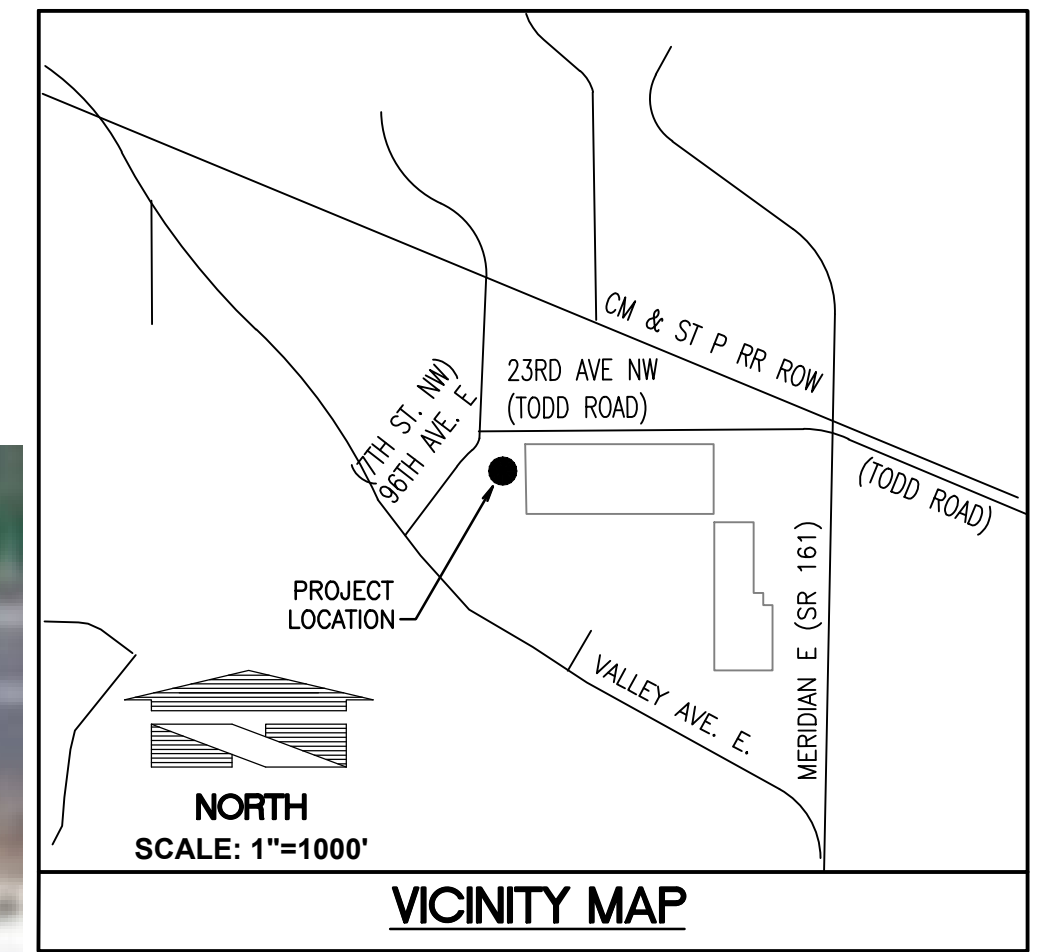 CM & ST P RR ROW
23RD AVE NW
(TODD ROAD)
(7TH ST. NW)
96TH AVE. E
(TODD ROAD)
PROJECT
LOCATION
MERIDIAN E (SR 161)
VALLEY AVE. E.
NORTH
SCALE: 1"=1000'
VICINITY MAP